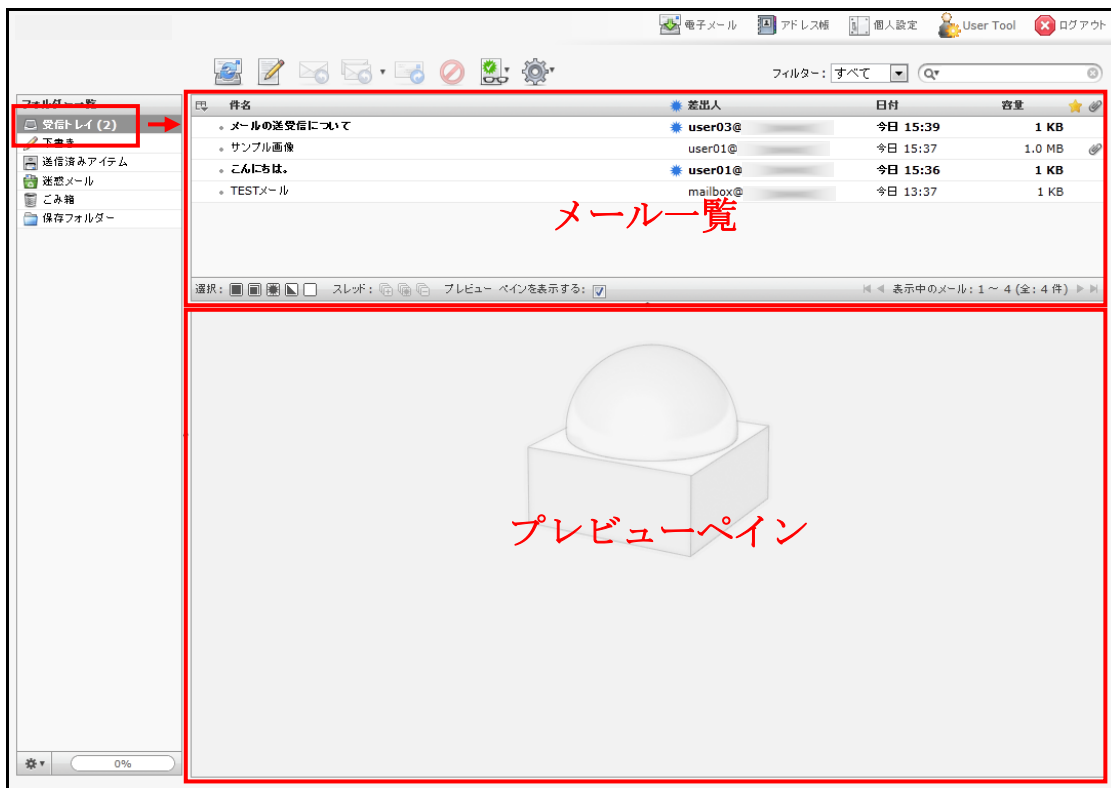 電子メール アドレス帳 個人設定 User Tool ログアウト
フィルター: すべて
フォルダー一覧
受信トレイ (2)
下書き
送信済みアイテム
迷惑メール
ごみ箱
保存フォルダー
件名 差出人 日付 容量
メールの送受信について user03@ 今日 15:39 1 KB
サンプル画像 user01@ 今日 15:37 1.0 MB
こんにちは。 user01@ 今日 15:36 1 KB
TESTメール mailbox@ 今日 13:37 1 KB
メール一覧
選択: スレッド: プレビュー ペインを表示する: 表示中のメール: 1 ～ 4 (全: 4 件)
プレビューペイン
0%